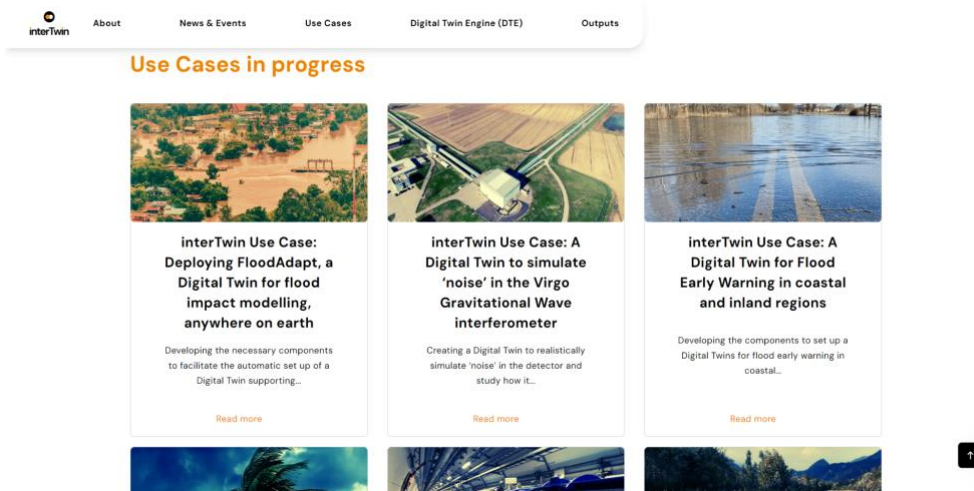 interTwin
About
News & Events
Use Cases
Digital Twin Engine (DTE)
Outputs
Use Cases in progress
interTwin Use Case:
Deploying FloodAdapt, a
Digital Twin for flood
impact modelling,
anywhere on earth
Developing the necessary components
to facilitate the automatic set up of a
Digital Twin supporting...
Read more
interTwin Use Case: A
Digital Twin to simulate
‘noise’ in the Virgo
Gravitational Wave
interferometer
Creating a Digital Twin to realistically
simulate ‘noise’ in the detector and
study how it...
Read more
interTwin Use Case: A
Digital Twin for Flood
Early Warning in coastal
and inland regions
Developing the components to set up a
Digital Twins for flood early warning in
coastal...
Read more